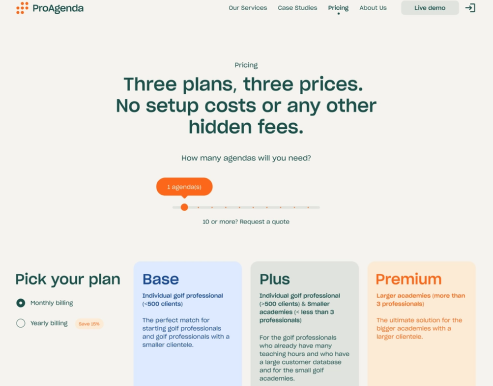 ProAgenda
Our Services Case Studies Pricing About Us Live demo
Pricing
Three plans, three prices.
No setup costs or any other
hidden fees.
How many agendas will you need?
1 agenda(s)
10 or more? Request a quote
Pick your plan
Monthly billing
Yearly billing Save 25%
Base
Individual golf professional
(<500 clients)
The perfect match for
starting golf professionals
and golf professionals with a
smaller clientele.
Plus
Individual golf professional
(>500 clients) & Smaller
academies (< less than 3
professionals)
For the golf professionals
who already have many
teaching hours and who have
a large customer database
and for the small golf
academies.
Premium
Larger academies (more than
3 professionals)
The ultimate solution for the
bigger academies with a
larger clientele.